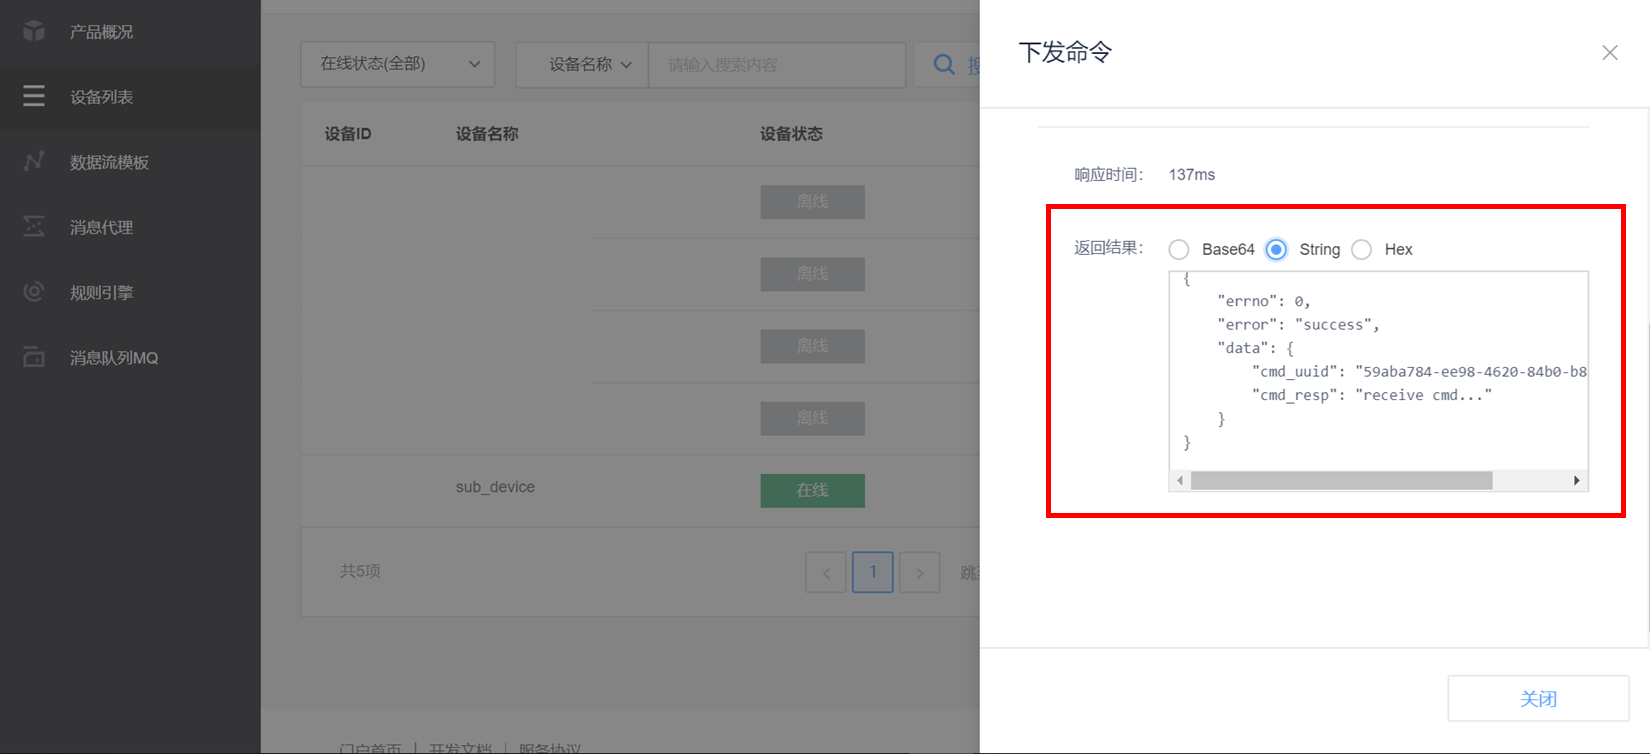 产品概况
设备列表
数据流模板
消息代理
规则引擎
消息队列MQ
在线状态(全部)
设备名称
请输入搜索内容
设备ID 设备名称 设备状态
离线
离线
离线
离线
sub_device 在线
共5项
1
门户首页 | 开发文档 | 服务协议
下发命令
响应时间： 137ms
返回结果： Base64 String Hex
{
"errno": 0,
"error": "success",
"data": {
"cmd_uuid": "59aba784-ee98-4620-84b0-b8
"cmd_resp": "receive cmd..."
}
}
关闭